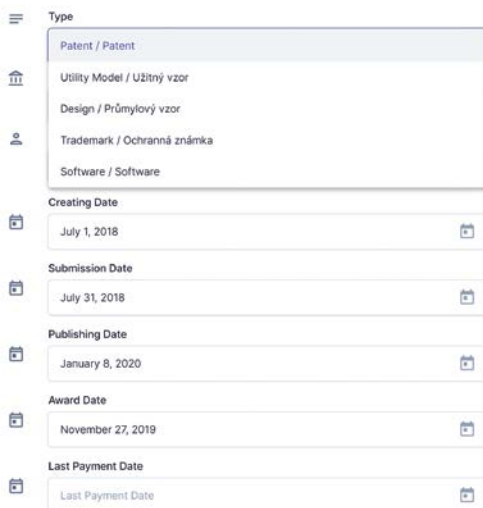 Type
Patent / Patent
Utility Model / Užitný vzor
Design / Průmylový vzor
Trademark / Ochranná známka
Software / Software
Creating Date
July 1, 2018
Submission Date
July 31, 2018
Publishing Date
January 8, 2020
Award Date
November 27, 2019
Last Payment Date
Last Payment Date